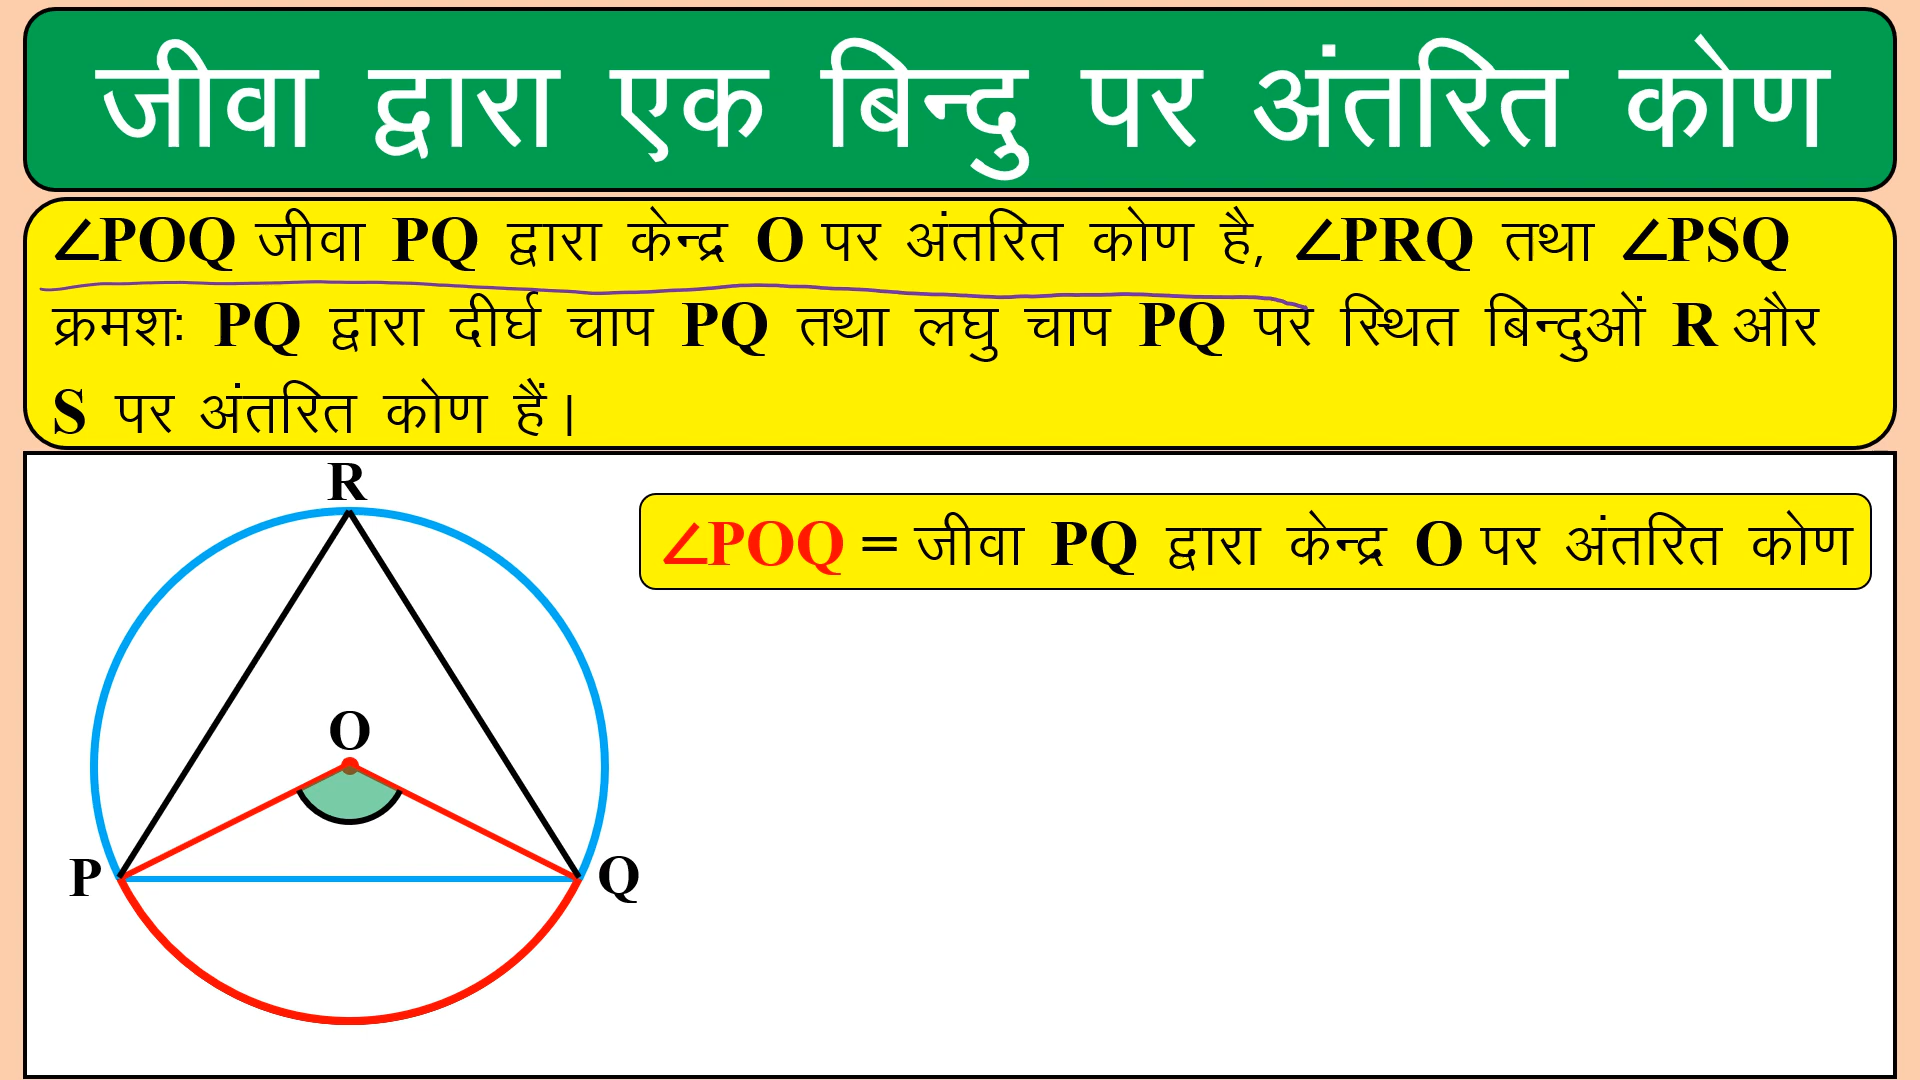 जीवा द्वारा एक बिन्दु पर अंतरित कोण
∠POQ जीवा PQ द्वारा केन्द्र O पर अंतरित कोण है, ∠PRQ तथा ∠PSQ
क्रमशः PQ द्वारा दीर्घ चाप PQ तथा लघु चाप PQ पर स्थित बिन्दुओं R और
S पर अंतरित कोण हैं।
R
∠POQ = जीवा PQ द्वारा केन्द्र O पर अंतरित कोण
O
P
Q